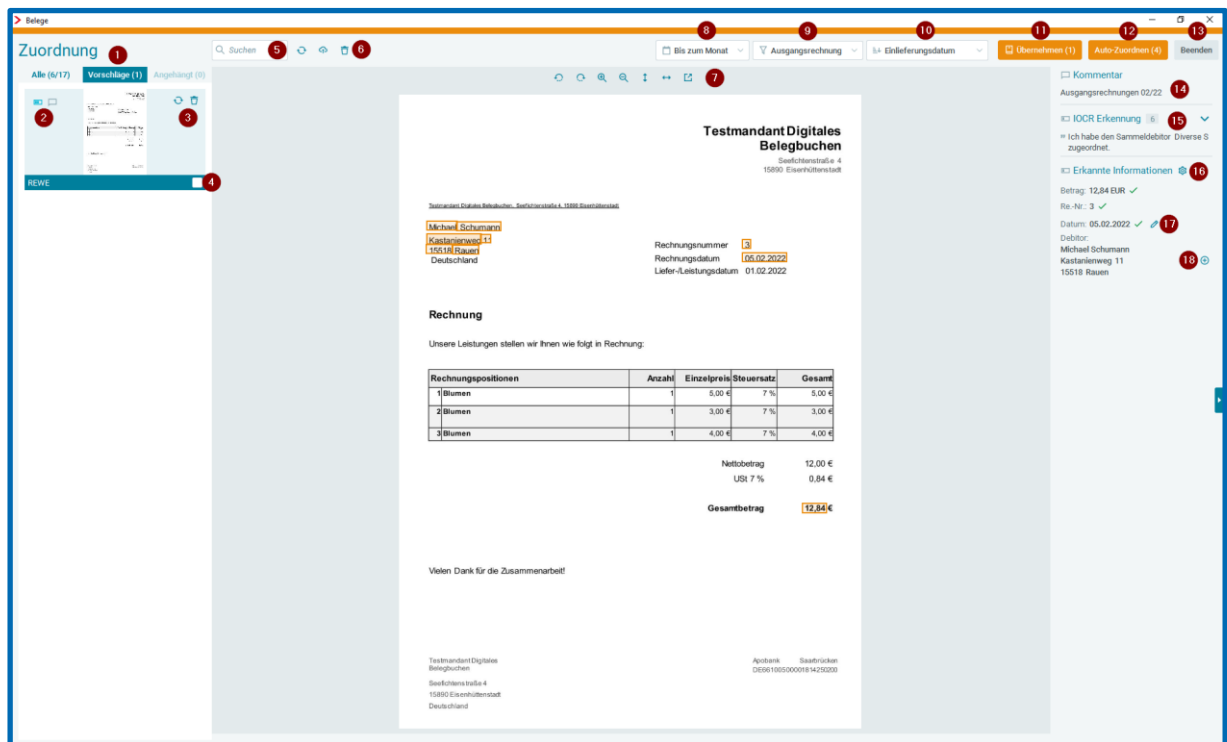 Belege
Zuordnung
1
Suchen
5
6
8
Bis zum Monat
9
Ausgangsrechnung
10
Einlieferungsdatum
11
Übernehmen (1)
12
Auto-Zuordnen (4)
13
Beenden
Alle (6/17)
Vorschläge (1)
Angehängt (0)
2
3
REWE
4
7
Testmandant Digitales
Belegbuchen
Seefichtenstraße 4
15890 Eisenhüttenstadt
Testmandant Digitales Belegbuchen, Seefichtenstraße 4, 15890 Eisenhüttenstadt
Michael Schumann
Kastanienweg 11
15518 Rauen
Deutschland
Rechnungsnummer 3
Rechnungsdatum 05.02.2022
Liefer-/Leistungsdatum 01.02.2022
Rechnung
Unsere Leistungen stellen wir Ihnen wie folgt in Rechnung:
Rechnungspositionen Anzahl Einzelpreis Steuersatz Gesamt
1 Blumen 1 5,00 € 7 % 5,00 €
2 Blumen 1 3,00 € 7 % 3,00 €
3 Blumen 1 4,00 € 7 % 4,00 €
Nettobetrag 12,00 €
USt 7 % 0,84 €
Gesamtbetrag 12,84 €
Vielen Dank für die Zusammenarbeit!
Testmandant Digitales
Belegbuchen
Seefichtenstraße 4
15890 Eisenhüttenstadt
Deutschland
Apobank Saarbrücken
Kommentar
Ausgangsrechnungen 02/22
14
IOCR Erkennung 6
15
Ich habe den Sammeldebitor Diverse S
zugeordnet.
Erkannte Informationen
16
Betrag: 12,84 EUR
Re.-Nr.: 3
Datum: 05.02.2022
17
Debitor:
Michael Schumann
Kastanienweg 11
15518 Rauen
18